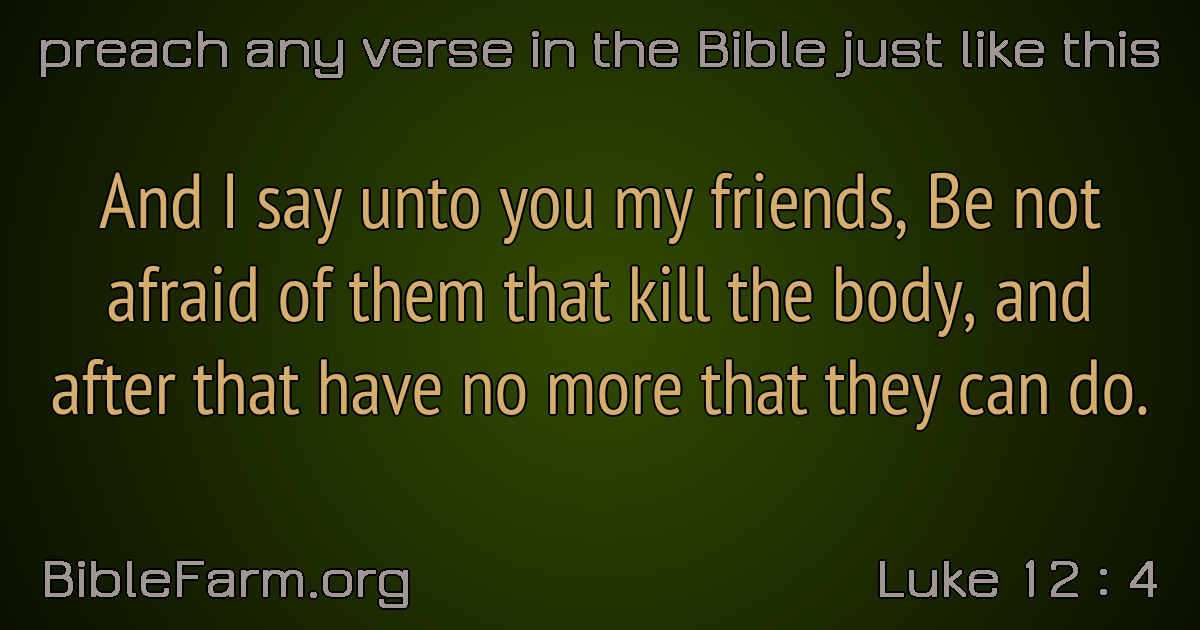 preach any verse in the Bible just like this
And I say unto you my friends, Be not
afraid of them that kill the body, and
after that have no more that they can do.
BibleFarm.org
Luke 12 : 4